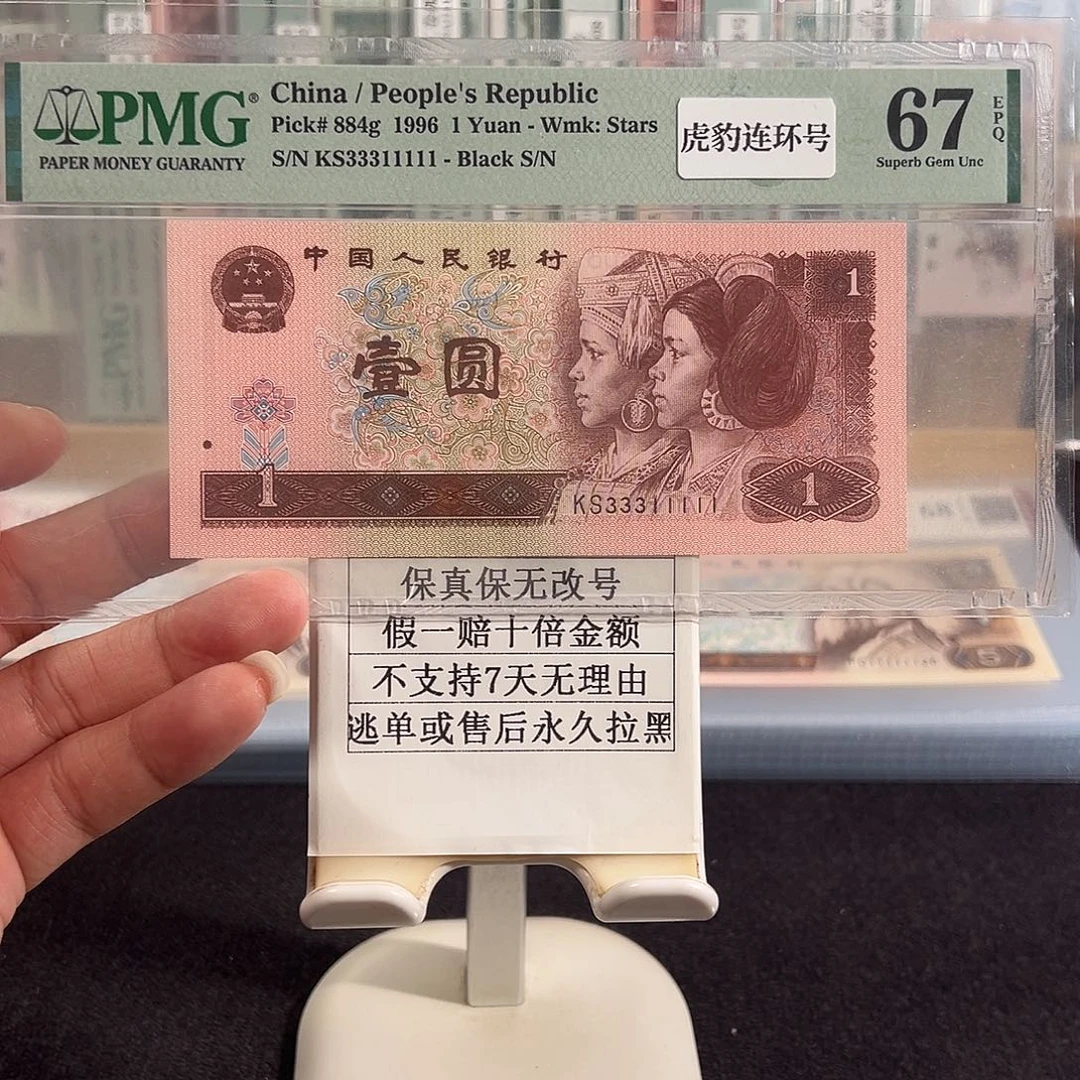 PMG®
PAPER MONEY GUARANTY
China / People's Republic
Pick# 884g 1996 1 Yuan - Wmk: Stars
S/N KS33311111 - Black S/N
虎豹连环号
67
EPQ
Superb Gem Unc
中国人民银行
1
壹圆
1
KS33311111
1
保真保无改号
假一赔十倍金额
不支持7天无理由
逃单或售后永久拉黑
5